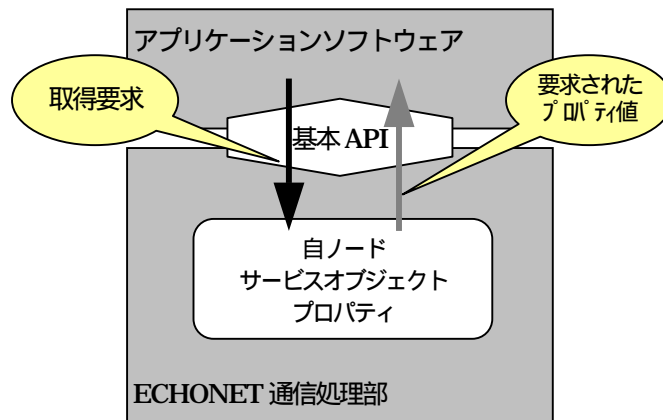 アプリケーションソフトウェア
取得要求
要求された
プロパティ値
基本 API
自ノード
サービスオブジェクト
プロパティ
ECHONET 通信処理部